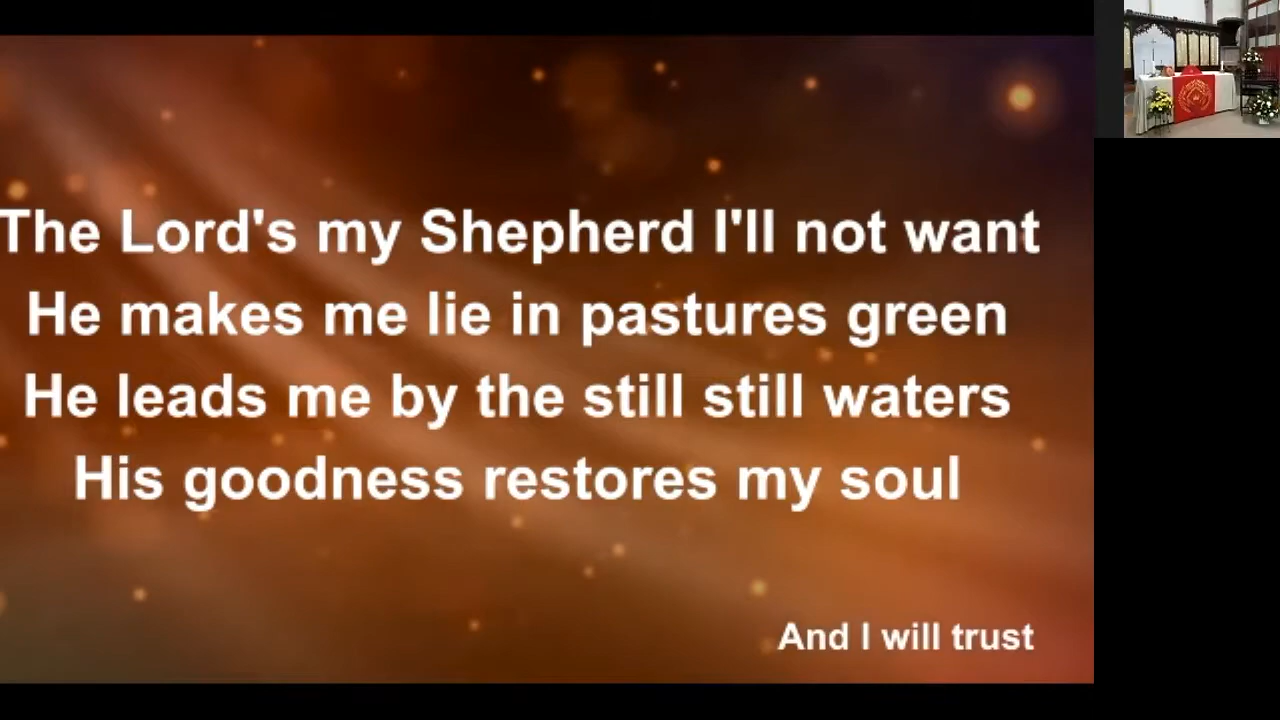 The Lord's my Shepherd I'll not want
He makes me lie in pastures green
He leads me by the still still waters
His goodness restores my soul
And I will trust